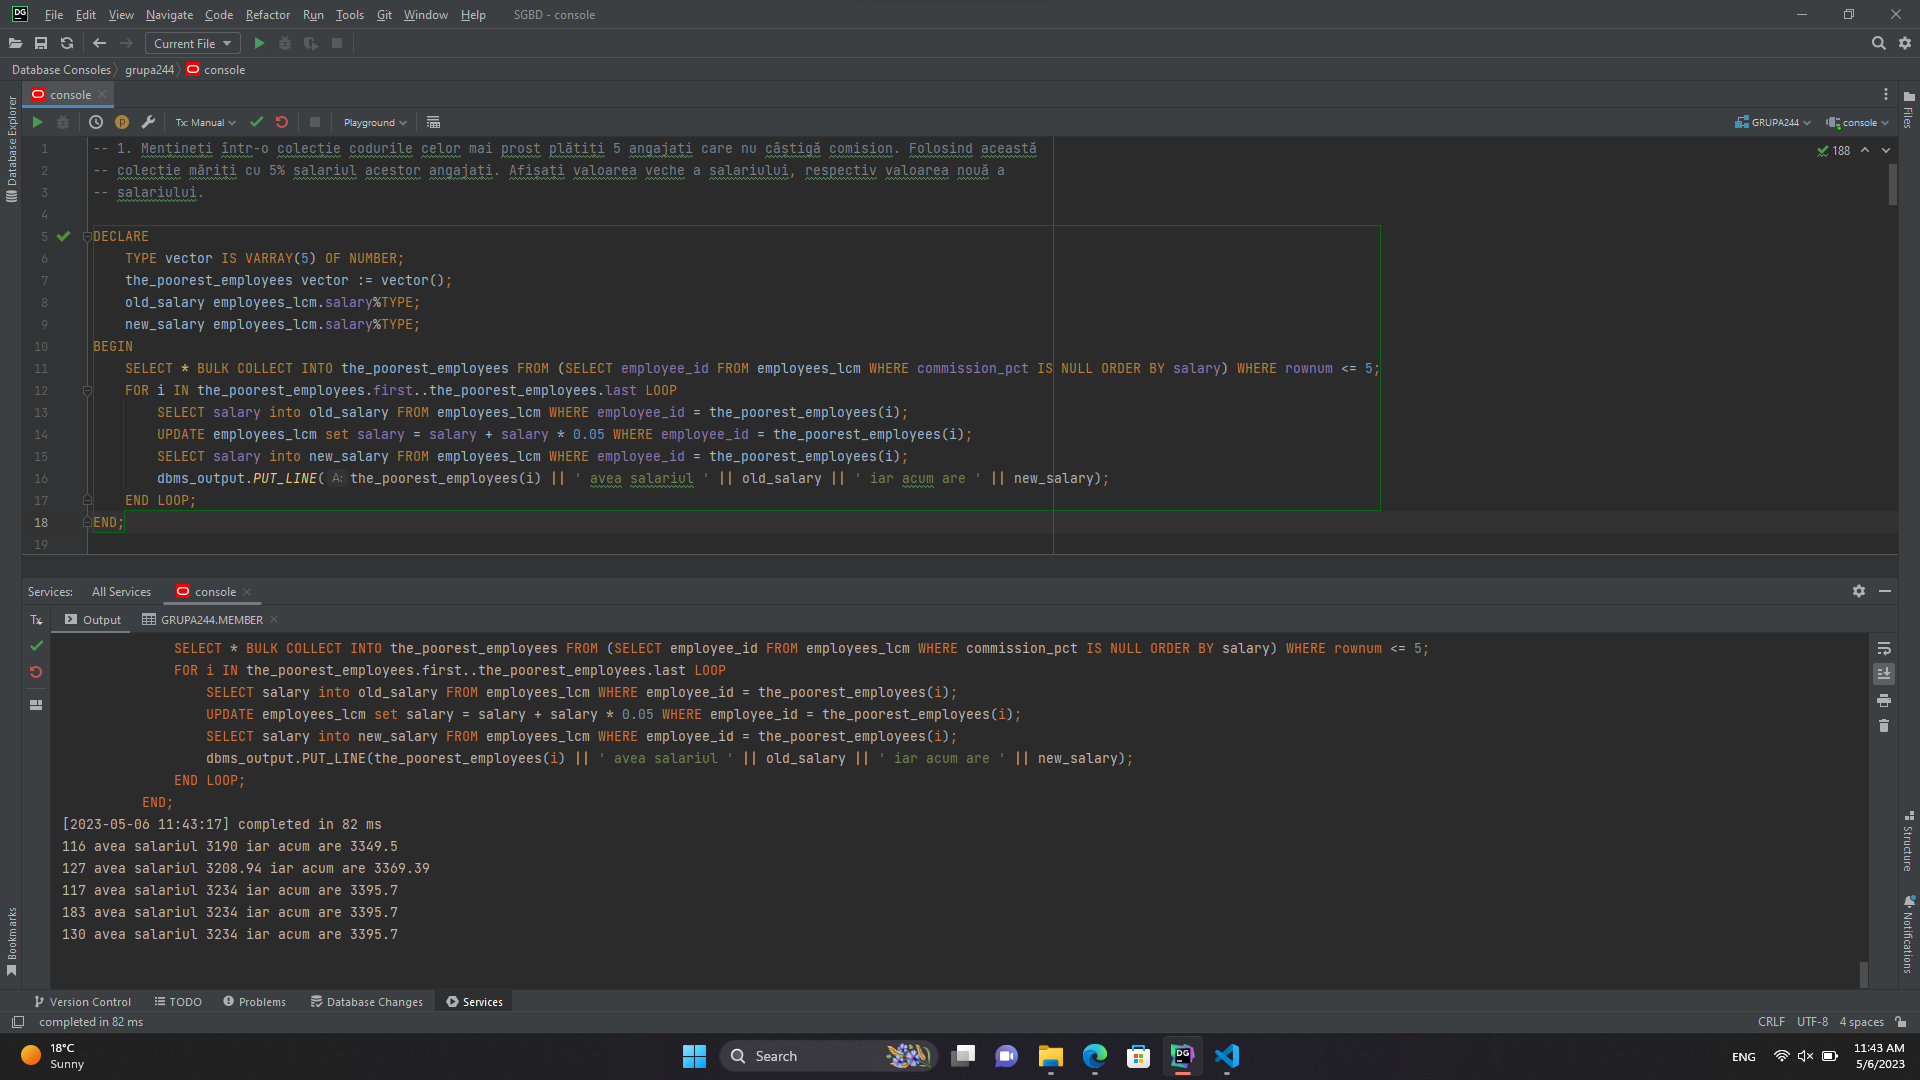 DG File Edit View Navigate Code Refactor Run Tools Git Window Help SGBD - console
Current File
Database Consoles grupa244 console
console
Tx: Manual Playground GRUPA244 console
188
Database Explorer
Files
1 -- 1. Mențineți într-o colecție codurile celor mai prost plătiți 5 angajați care nu câștigă comision. Folosind această
2 -- colecție măriți cu 5% salariul acestor angajați. Afișați valoarea veche a salariului, respectiv valoarea nouă a
3 -- salariului.
4
5 DECLARE
6 TYPE vector IS VARRAY(5) OF NUMBER;
7 the_poorest_employees vector := vector();
8 old_salary employees_lcm.salary%TYPE;
9 new_salary employees_lcm.salary%TYPE;
10 BEGIN
11 SELECT * BULK COLLECT INTO the_poorest_employees FROM (SELECT employee_id FROM employees_lcm WHERE commission_pct IS NULL ORDER BY salary) WHERE rownum <= 5;
12 FOR i IN the_poorest_employees.first..the_poorest_employees.last LOOP
13 SELECT salary into old_salary FROM employees_lcm WHERE employee_id = the_poorest_employees(i);
14 UPDATE employees_lcm set salary = salary + salary * 0.05 WHERE employee_id = the_poorest_employees(i);
15 SELECT salary into new_salary FROM employees_lcm WHERE employee_id = the_poorest_employees(i);
16 dbms_output.PUT_LINE( A: the_poorest_employees(i) || ' avea salariul ' || old_salary || ' iar acum are ' || new_salary);
17 END LOOP;
18 END;
19
Services: All Services console
Tx Output GRUPA244.MEMBER
SELECT * BULK COLLECT INTO the_poorest_employees FROM (SELECT employee_id FROM employees_lcm WHERE commission_pct IS NULL ORDER BY salary) WHERE rownum <= 5;
FOR i IN the_poorest_employees.first..the_poorest_employees.last LOOP
SELECT salary into old_salary FROM employees_lcm WHERE employee_id = the_poorest_employees(i);
UPDATE employees_lcm set salary = salary + salary * 0.05 WHERE employee_id = the_poorest_employees(i);
SELECT salary into new_salary FROM employees_lcm WHERE employee_id = the_poorest_employees(i);
dbms_output.PUT_LINE(the_poorest_employees(i) || ' avea salariul ' || old_salary || ' iar acum are ' || new_salary);
END LOOP;
END;
[2023-05-06 11:43:17] completed in 82 ms
116 avea salariul 3190 iar acum are 3349.5
127 avea salariul 3208.94 iar acum are 3369.39
117 avea salariul 3234 iar acum are 3395.7
183 avea salariul 3234 iar acum are 3395.7
130 avea salariul 3234 iar acum are 3395.7
Bookmarks
Structure
Notifications
Version Control TODO Problems Database Changes Services
completed in 82 ms CRLF UTF-8 4 spaces
18°C
Sunny
Search
DG
ENG
11:43 AM
5/6/2023